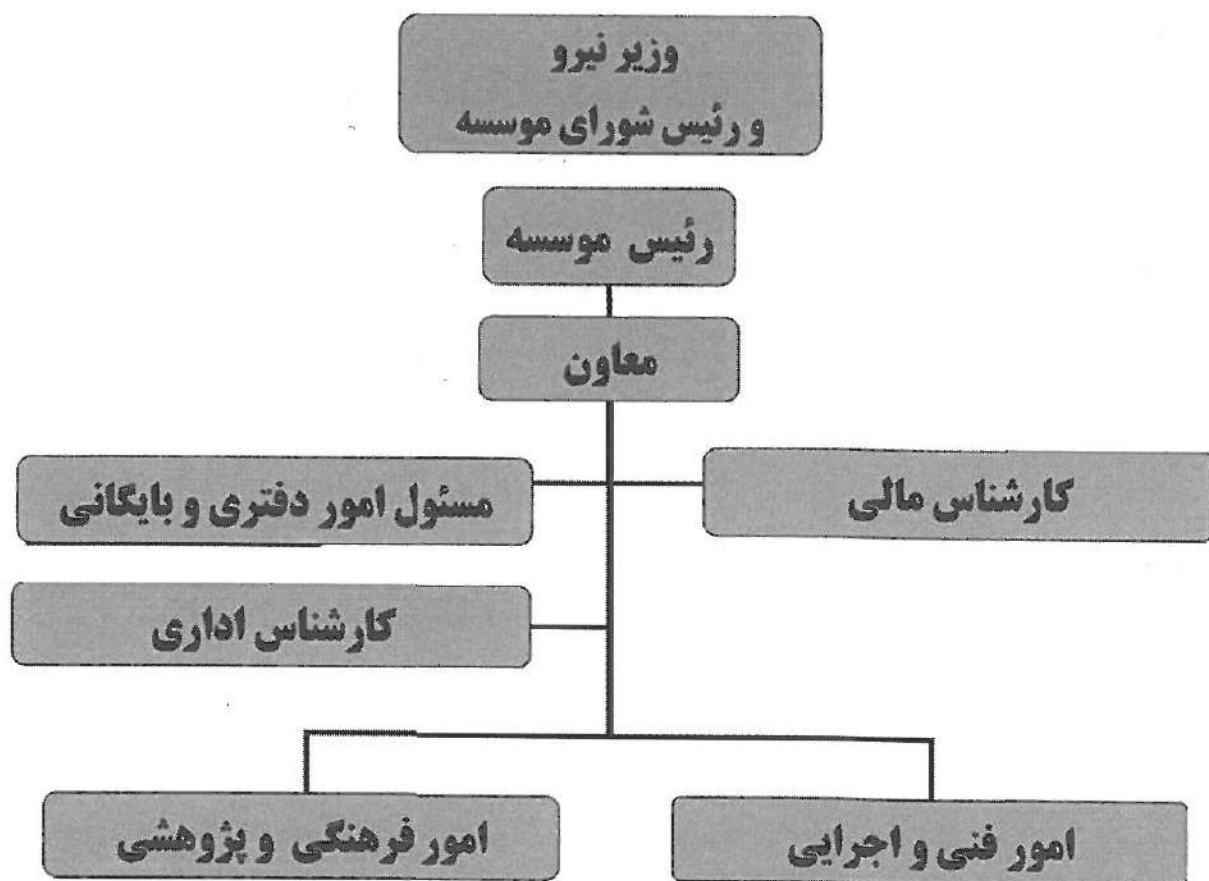 وزیر نیرو
و رئیس شورای موسسه
رئیس موسسه
معاون
کارشناس مالی
مسئول امور دفتری و بایگانی
کارشناس اداری
امور فنی و اجرایی
امور فرهنگی و پژوهشی